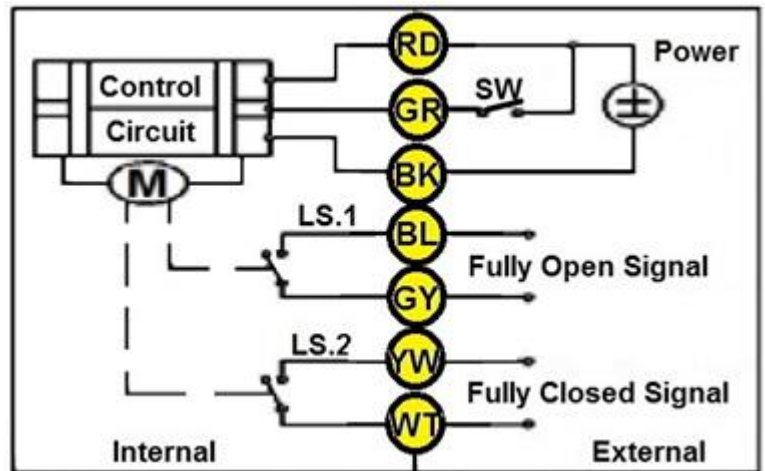 RD
Power
Control
SW
GR
Circuit
±
BK
M
LS.1
BL
Fully Open Signal
GY
LS.2
YW
Fully Closed Signal
WT
Internal
External